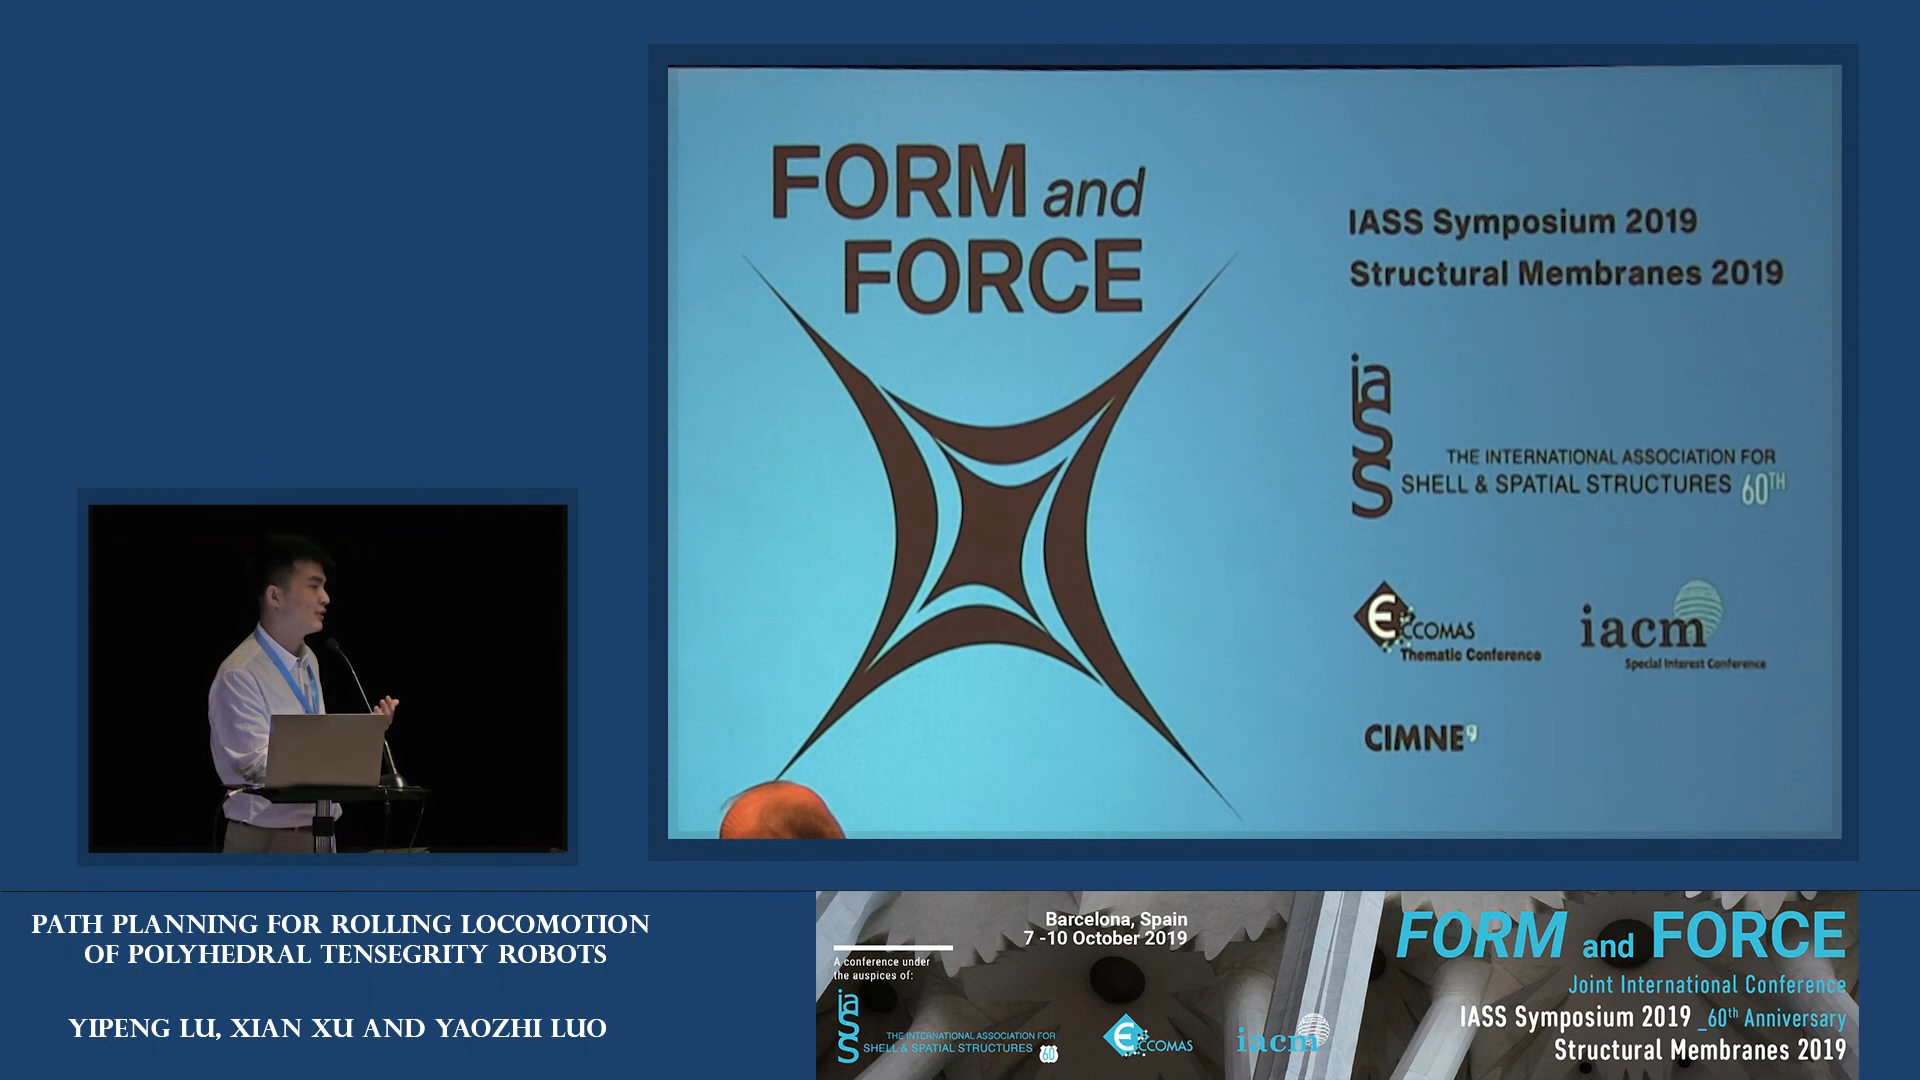 FORM and
FORCE
IASS Symposium 2019
Structural Membranes 2019
iass
THE INTERNATIONAL ASSOCIATION FOR
SHELL & SPATIAL STRUCTURES 60TH
ECCOMAS
Thematic Conference
iacm
Special Interest Conference
CIMNE9
PATH PLANNING FOR ROLLING LOCOMOTION
OF POLYHEDRAL TENSEGRITY ROBOTS
YIPENG LU, XIAN XU AND YAOZHI LUO
Barcelona, Spain
7 -10 October 2019
A conference under
the auspices of:
iass
THE INTERNATIONAL ASSOCIATION FOR
SHELL & SPATIAL STRUCTURES 60
ECCOMAS
iacm
FORM and FORCE
Joint International Conference
IASS Symposium 2019 _60th Anniversary
Structural Membranes 2019